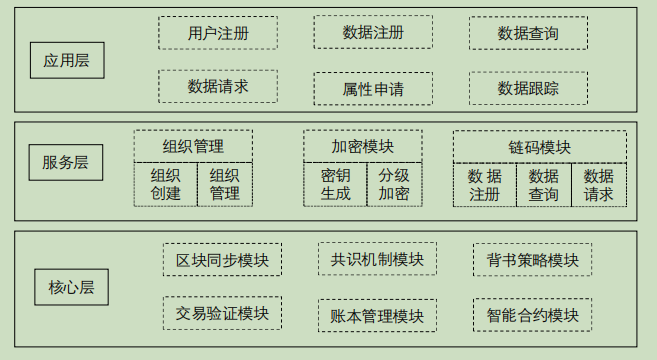 用户注册
数据注册
数据查询
应用层
数据请求
属性申请
数据跟踪
组织管理
加密模块
链码模块
服务层
组织
创建
组织
管理
密钥
生成
分级
加密
数 据
注册
数据
查询
数据
请求
区块同步模块
共识机制模块
背书策略模块
核心层
交易验证模块
账本管理模块
智能合约模块